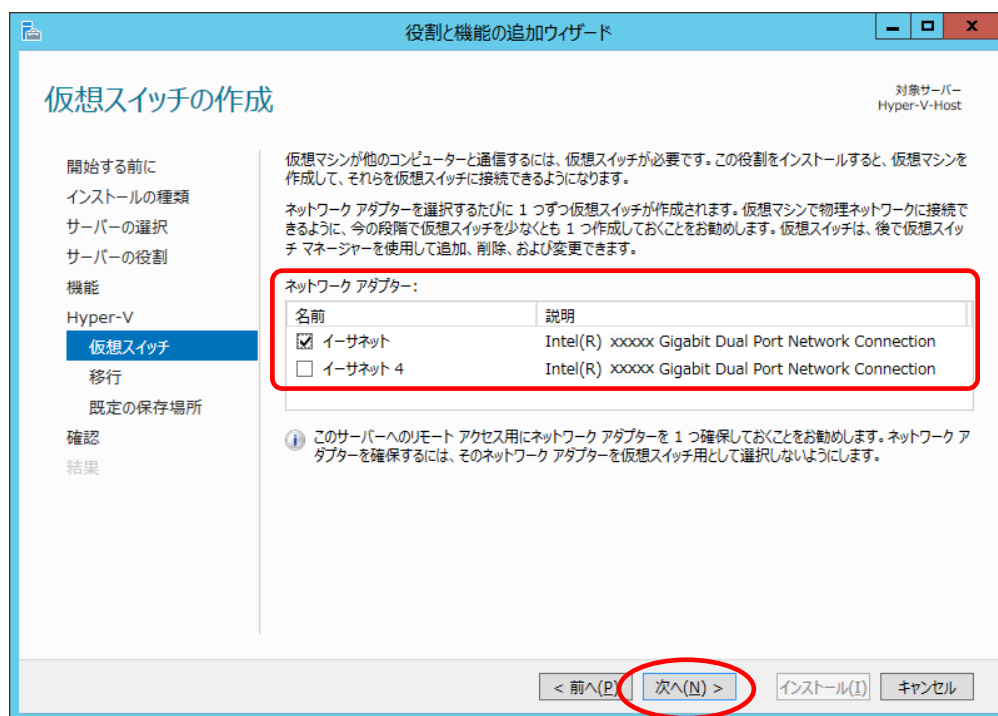 役割と機能の追加ウィザード
仮想スイッチの作成
対象サーバー
Hyper-V-Host
開始する前に
インストールの種類
サーバーの選択
サーバーの役割
機能
Hyper-V
仮想スイッチ
移行
既定の保存場所
確認
結果
仮想マシンが他のコンピューターと通信するには、仮想スイッチが必要です。この役割をインストールすると、仮想マシンを
作成して、それらを仮想スイッチに接続できるようになります。
ネットワーク アダプターを選択するたびに 1 つずつ仮想スイッチが作成されます。仮想マシンで物理ネットワークに接続で
きるように、今の段階で仮想スイッチを少なくとも 1 つ作成しておくことをお勧めします。仮想スイッチは、後で仮想スイッ
チ マネージャーを使用して追加、削除、および変更できます。
ネットワーク アダプター:
名前 説明
イーサネット Intel(R) xxxxx Gigabit Dual Port Network Connection
イーサネット 4 Intel(R) xxxxx Gigabit Dual Port Network Connection
このサーバーへのリモート アクセス用にネットワーク アダプターを 1 つ確保しておくことをお勧めします。ネットワーク ア
ダプターを確保するには、そのネットワーク アダプターを仮想スイッチ用として選択しないようにします。
< 前へ(P) 次へ(N) > インストール(I) キャンセル